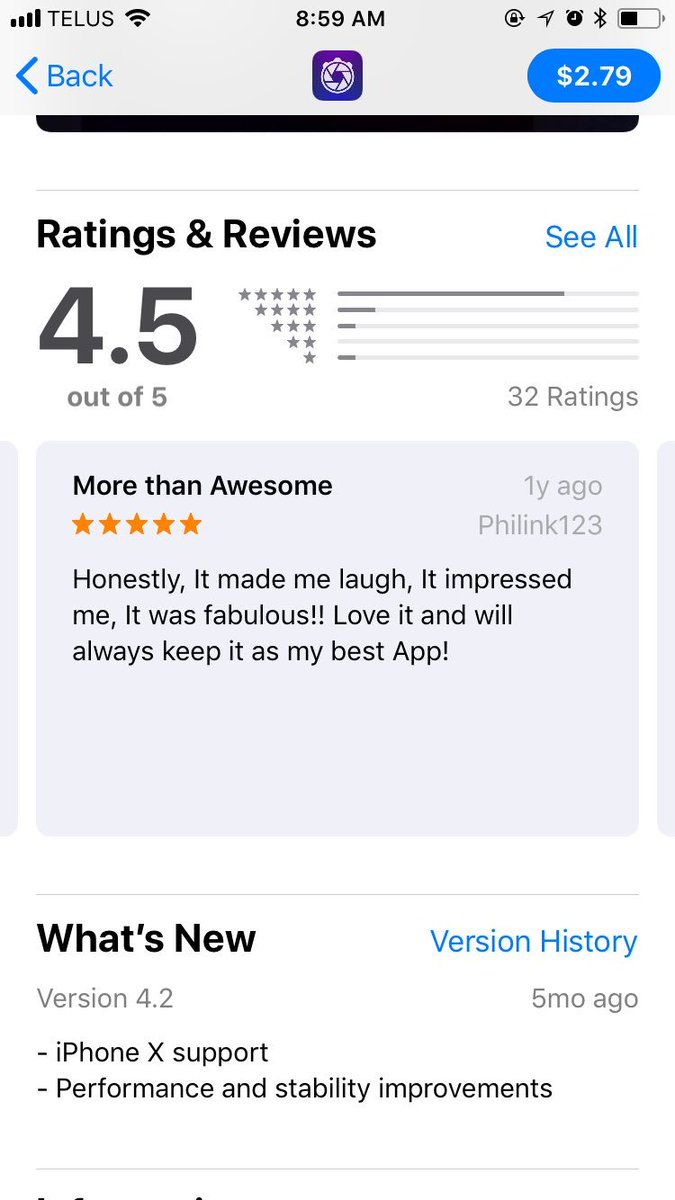 TELUS 8:59 AM
Back $2.79
Ratings & Reviews See All
4.5
out of 5 32 Ratings
More than Awesome 1y ago
Philink123
Honestly, It made me laugh, It impressed
me, It was fabulous!! Love it and will
always keep it as my best App!
What’s New Version History
Version 4.2 5mo ago
- iPhone X support
- Performance and stability improvements